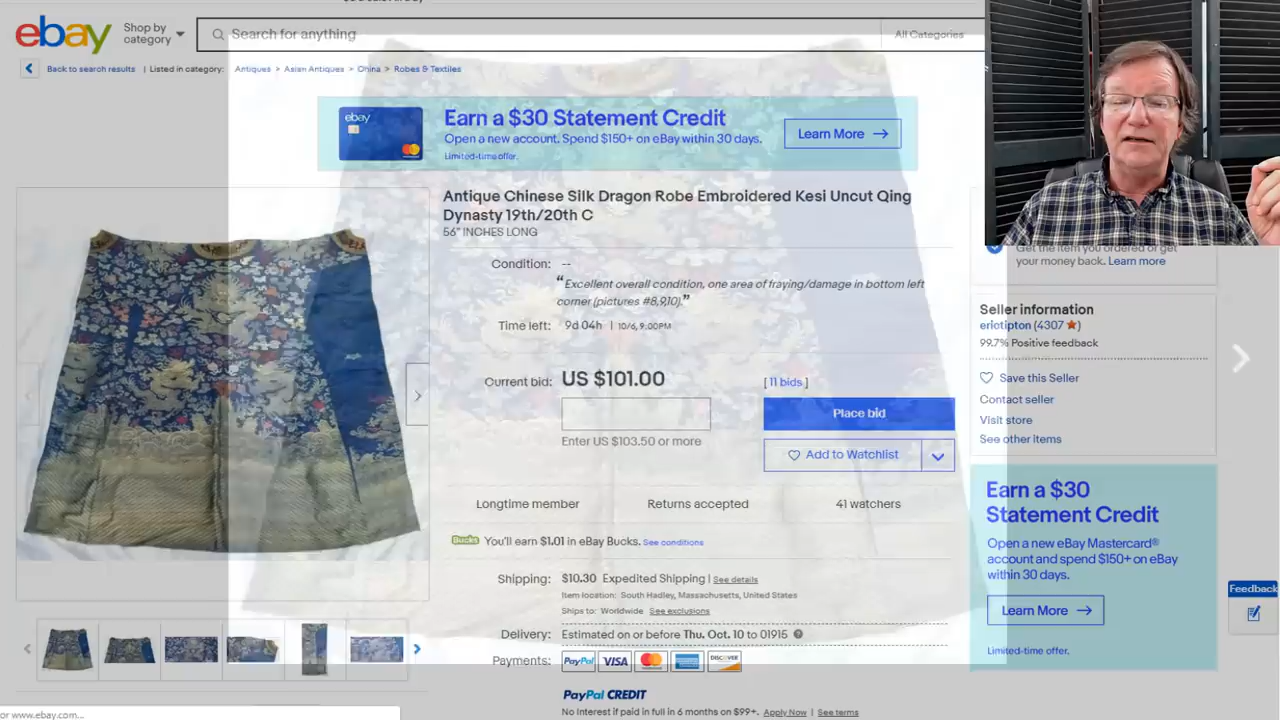 ebay
Shop by
category
Search for anything
All Categories
Back to search results | Listed in category: Antiques > Asian Antiques > China > Robes & Textiles
ebay
Earn a $30 Statement Credit
Open a new account. Spend $150+ on eBay within 30 days.
Limited-time offer.
Learn More
Antique Chinese Silk Dragon Robe Embroidered Kesi Uncut Qing
Dynasty 19th/20th C
56" INCHES LONG
Condition: --
“Excellent overall condition, one area of fraying/damage in bottom left
corner (pictures #8,9,10).”
Time left: 9d 04h | 10/6, 9:00PM
Current bid: US $101.00
[ 11 bids ]
Place bid
Enter US $103.50 or more
Add to Watchlist
Longtime member
Returns accepted
41 watchers
Bucks You'll earn $1.01 in eBay Bucks. See conditions
Shipping: $10.30 Expedited Shipping | See details
Item location: South Hadley, Massachusetts, United States
Ships to: Worldwide See exclusions
Delivery: Estimated on or before Thu. Oct. 10 to 01915
Payments: PayPal VISA DISCOVER
PayPal CREDIT
No Interest if paid in full in 6 months on $99+. Apply Now | See terms
Get the item you ordered or get
your money back. Learn more
Seller information
eriotipton (4307)
99.7% Positive feedback
Save this Seller
Contact seller
Visit store
See other items
Earn a $30
Statement Credit
Open a new eBay Mastercard®
account and spend $150+ on eBay
within 30 days.
Learn More
Limited-time offer.
Feedback
or www.ebay.com...